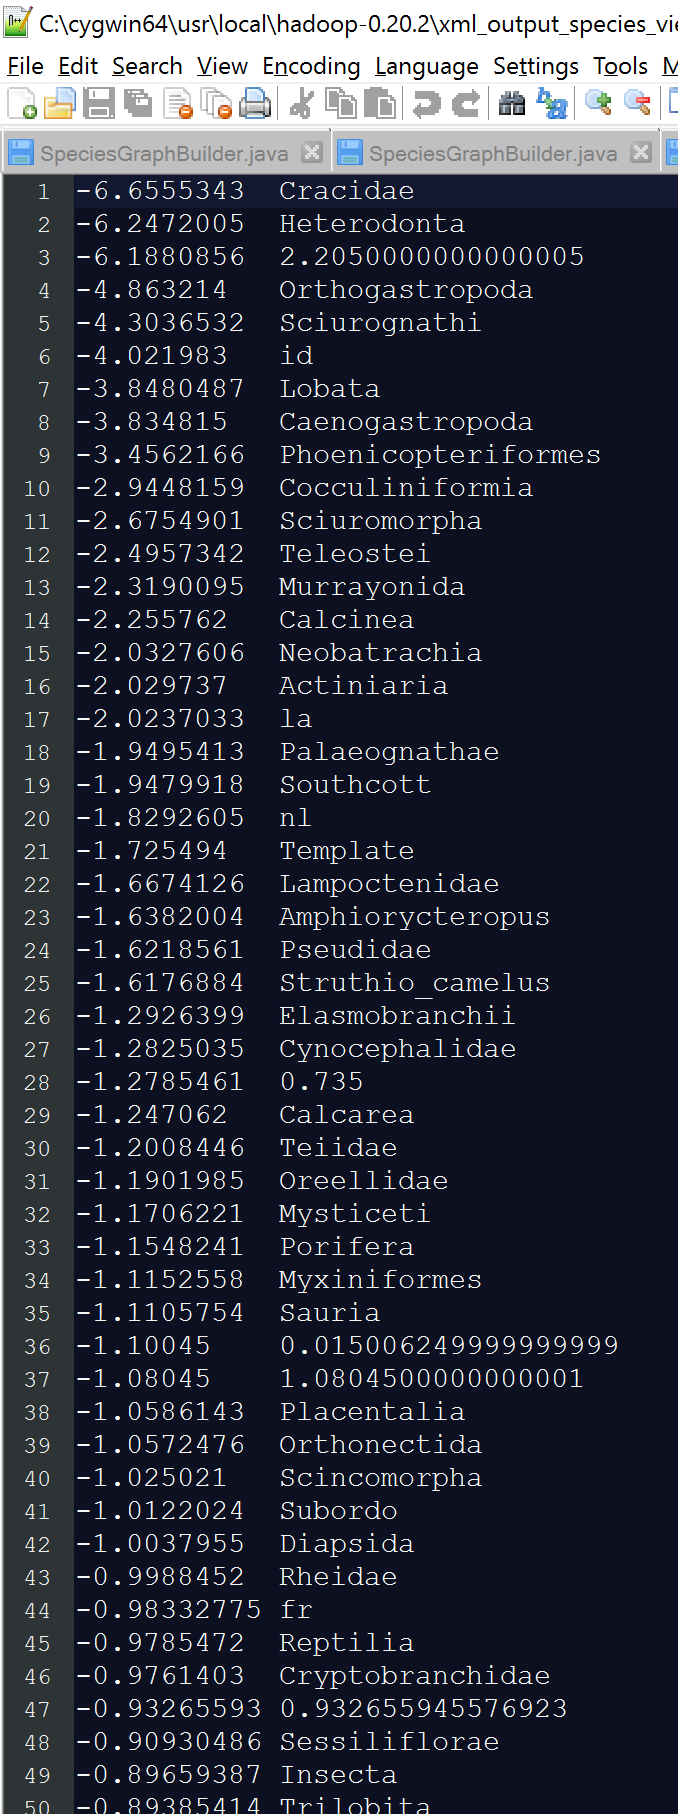 C:\cygwin64\usr\local\hadoop-0.20.2\xml_output_species_vie
File Edit Search View Encoding Language Settings Tools M
SpeciesGraphBuilder.java SpeciesGraphBuilder.java
1 -6.6555343 Cracidae
2 -6.2472005 Heterodonta
3 -6.1880856 2.2050000000000005
4 -4.863214 Orthogastropoda
5 -4.3036532 Sciurognathi
6 -4.021983 id
7 -3.8480487 Lobata
8 -3.834815 Caenogastropoda
9 -3.4562166 Phoenicopteriformes
10 -2.9448159 Cocculiniformia
11 -2.6754901 Sciuromorpha
12 -2.4957342 Teleostei
13 -2.3190095 Murrayonida
14 -2.255762 Calcinea
15 -2.0327606 Neobatrachia
16 -2.029737 Actiniaria
17 -2.0237033 la
18 -1.9495413 Palaeognathae
19 -1.9479918 Southcott
20 -1.8292605 nl
21 -1.725494 Template
22 -1.6674126 Lampoctenidae
23 -1.6382004 Amphiorycteropus
24 -1.6218561 Pseudidae
25 -1.6176884 Struthio_camelus
26 -1.2926399 Elasmobranchii
27 -1.2825035 Cynocephalidae
28 -1.2785461 0.735
29 -1.247062 Calcarea
30 -1.2008446 Teiidae
31 -1.1901985 Oreellidae
32 -1.1706221 Mysticeti
33 -1.1548241 Porifera
34 -1.1152558 Myxiniformes
35 -1.1105754 Sauria
36 -1.10045 0.015006249999999999
37 -1.08045 1.0804500000000001
38 -1.0586143 Placentalia
39 -1.0572476 Orthonectida
40 -1.025021 Scincomorpha
41 -1.0122024 Subordo
42 -1.0037955 Diapsida
43 -0.9988452 Rheidae
44 -0.98332775 fr
45 -0.9785472 Reptilia
46 -0.9761403 Cryptobranchidae
47 -0.93265593 0.932655945576923
48 -0.90930486 Sessiliflorae
49 -0.89659387 Insecta
50 -0.89385414 Trilobita